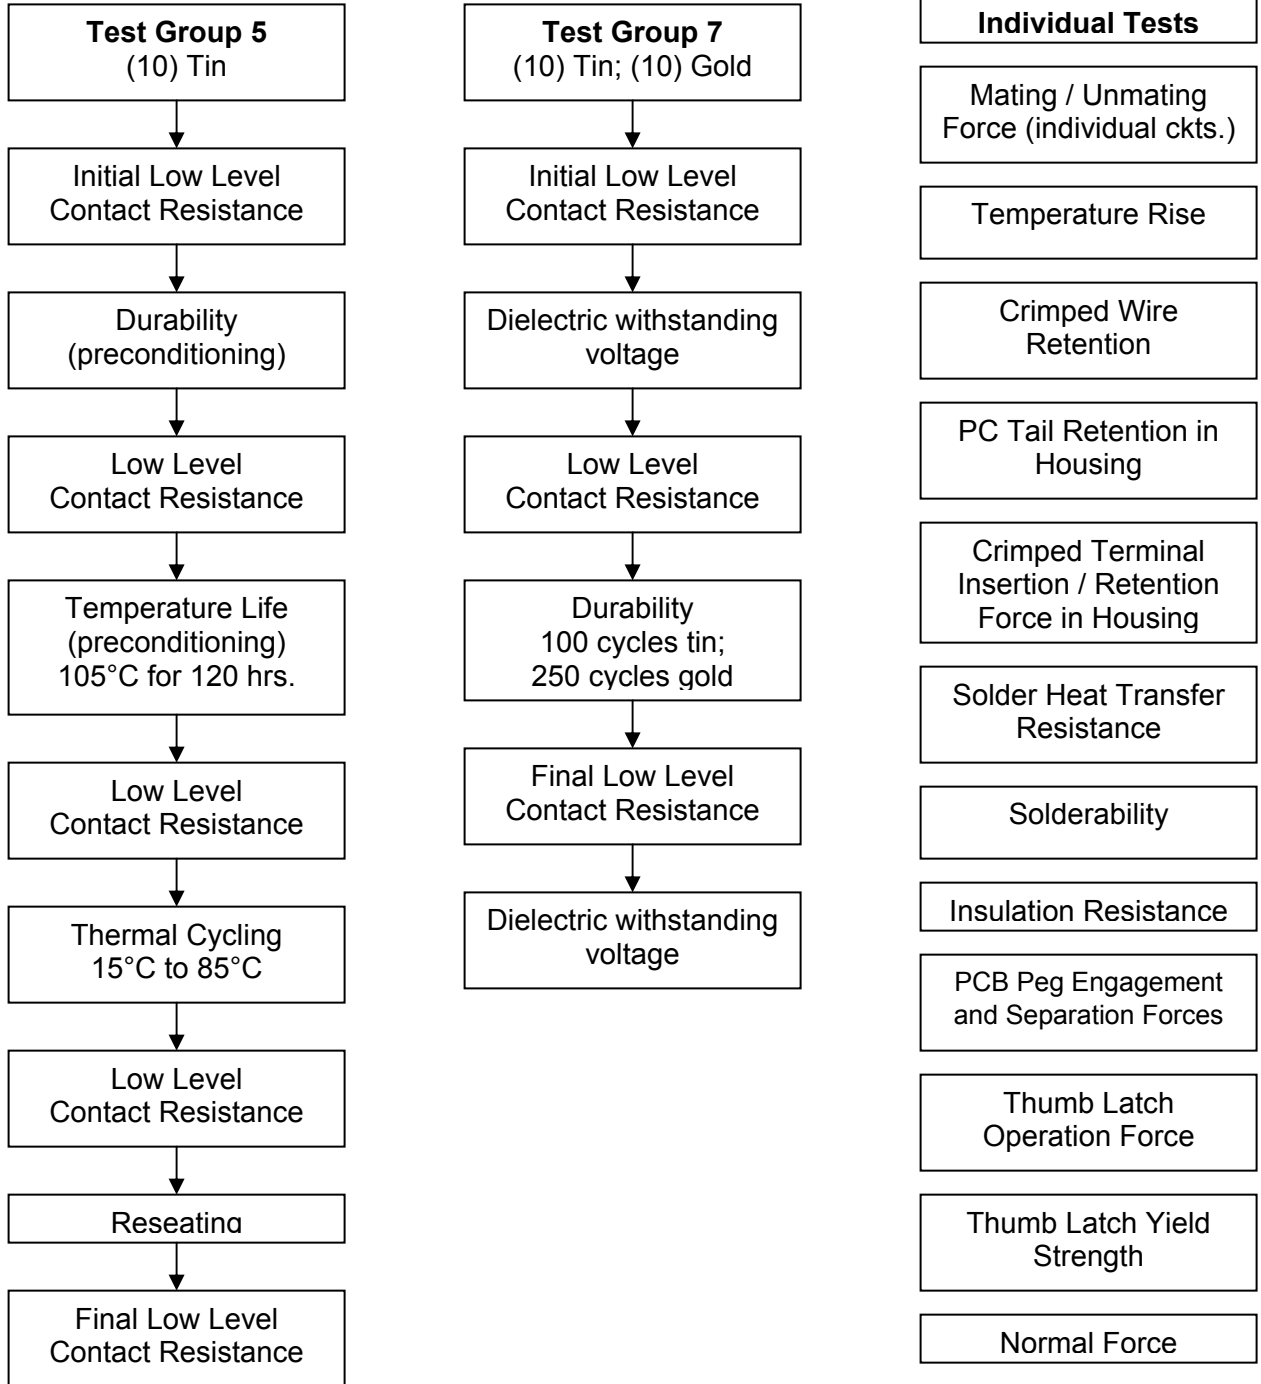 Test Group 5
(10) Tin
Initial Low Level
Contact Resistance
Durability
(preconditioning)
Low Level
Contact Resistance
Temperature Life
(preconditioning)
105°C for 120 hrs.
Low Level
Contact Resistance
Thermal Cycling
15°C to 85°C
Low Level
Contact Resistance
Reseating
Final Low Level
Contact Resistance
Test Group 7
(10) Tin; (10) Gold
Initial Low Level
Contact Resistance
Dielectric withstanding
voltage
Low Level
Contact Resistance
Durability
100 cycles tin;
250 cycles gold
Final Low Level
Contact Resistance
Dielectric withstanding
voltage
Individual Tests
Mating / Unmating
Force (individual ckts.)
Temperature Rise
Crimped Wire
Retention
PC Tail Retention in
Housing
Crimped Terminal
Insertion / Retention
Force in Housing
Solder Heat Transfer
Resistance
Solderability
Insulation Resistance
PCB Peg Engagement
and Separation Forces
Thumb Latch
Operation Force
Thumb Latch Yield
Strength
Normal Force